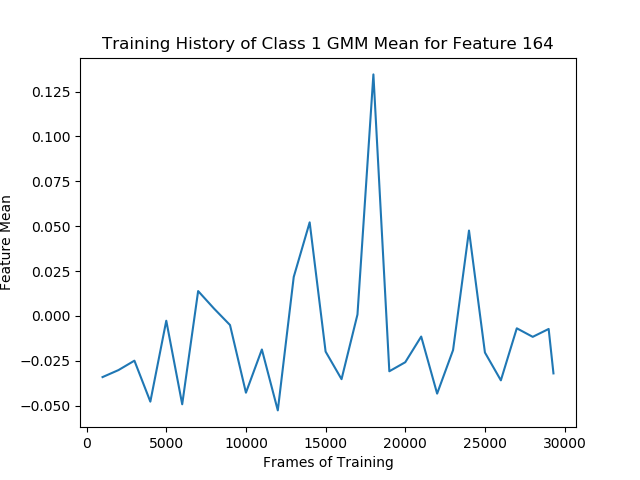 Training History of Class 1 GMM Mean for Feature 164
0.125
0.100
0.075
0.050
0.025
0.000
−0.025
−0.050
Feature Mean
0 5000 10000 15000 20000 25000 30000
Frames of Training